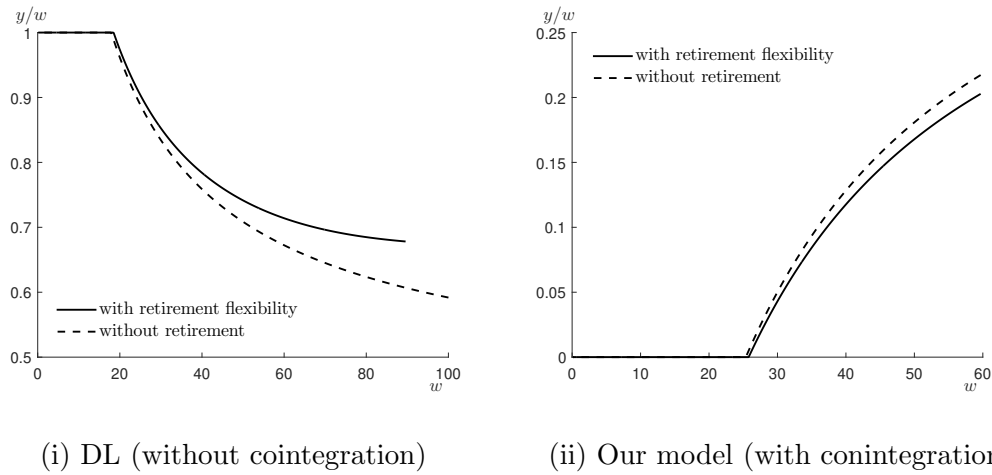 y/w
1
0.9
0.8
0.7
0.6
0.5
0
20
40
60
80
100
w
with retirement flexibility
without retirement
(i) DL (without cointegration)
y/w
0.25
0.2
0.15
0.1
0.05
0
0
10
20
30
40
50
60
w
with retirement flexibility
without retirement
(ii) Our model (with conintegration